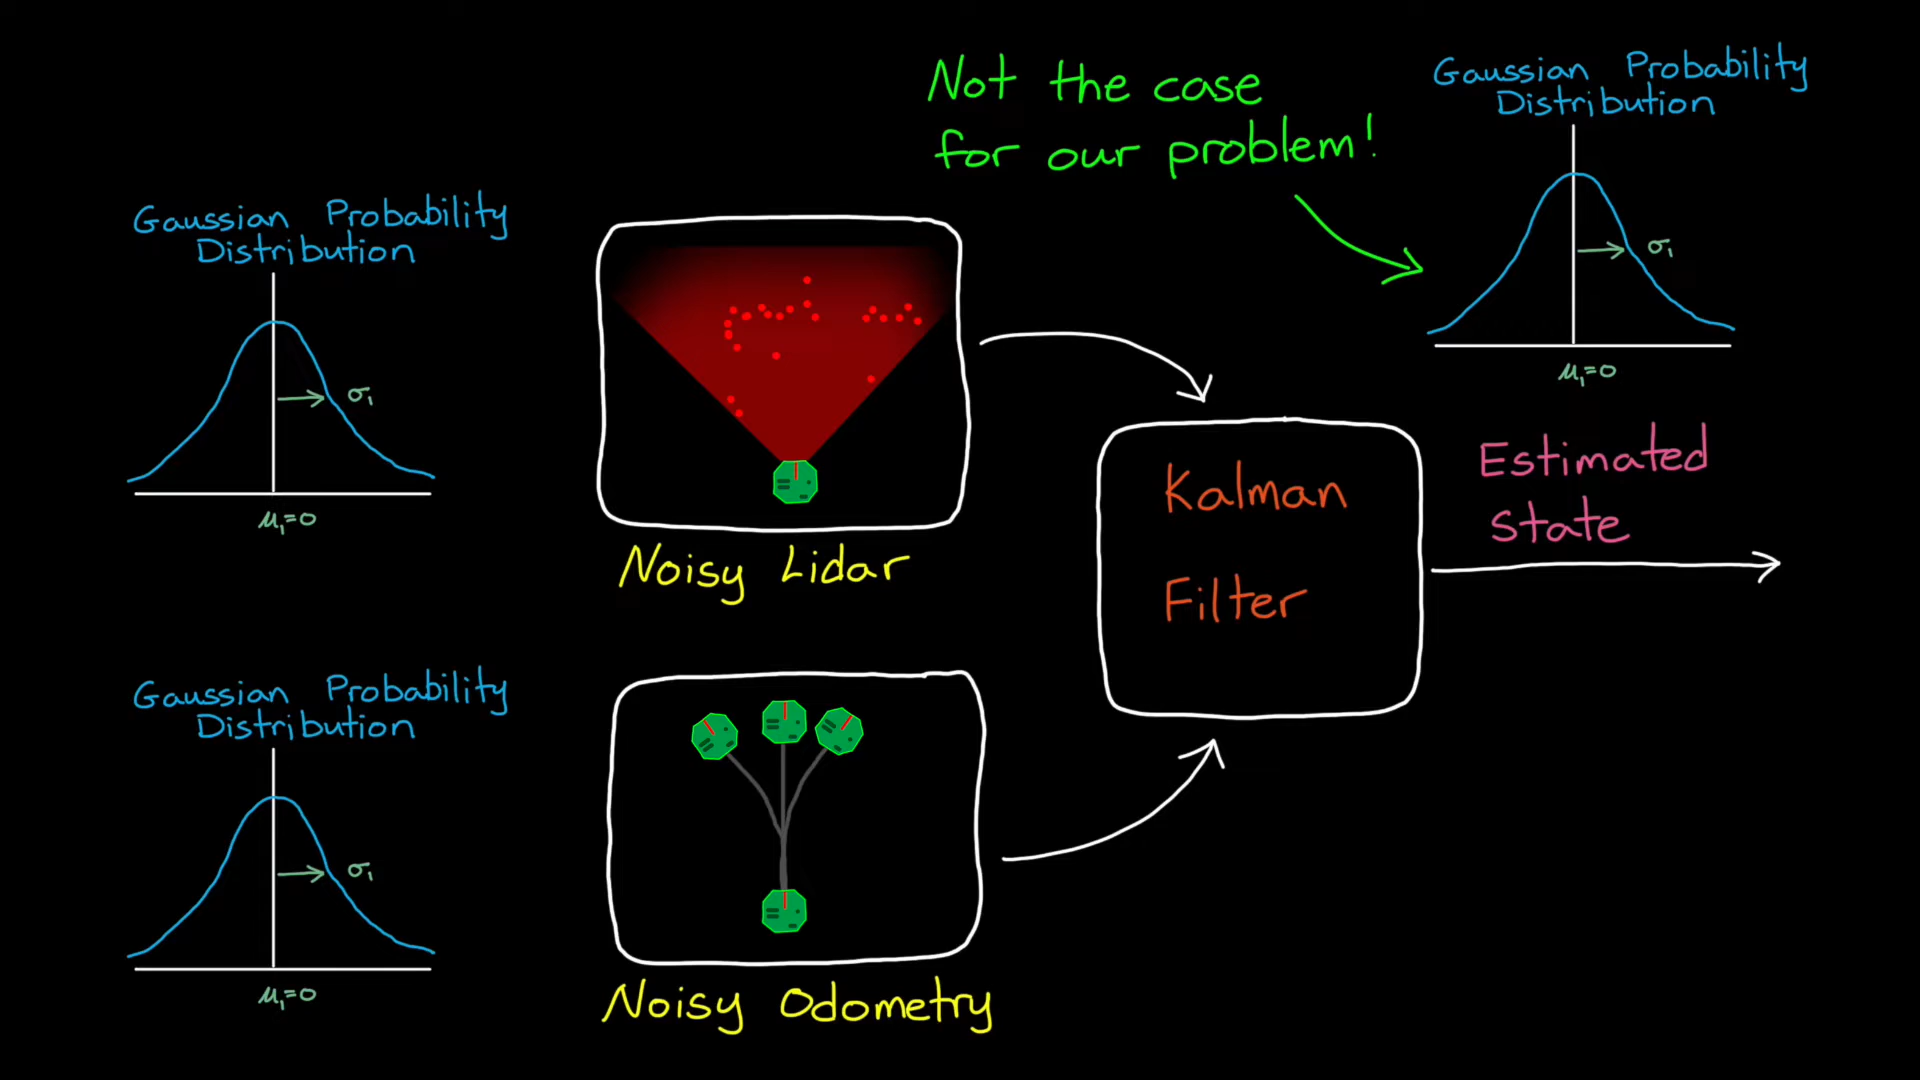 Not the case
for our problem!
Gaussian Probability
Distribution
σ₁
μ₁=0
Gaussian Probability
Distribution
σ₁
μ₁=0
Noisy Lidar
Kalman
Filter
Estimated
State
Gaussian Probability
Distribution
σ₁
μ₁=0
Noisy Odometry